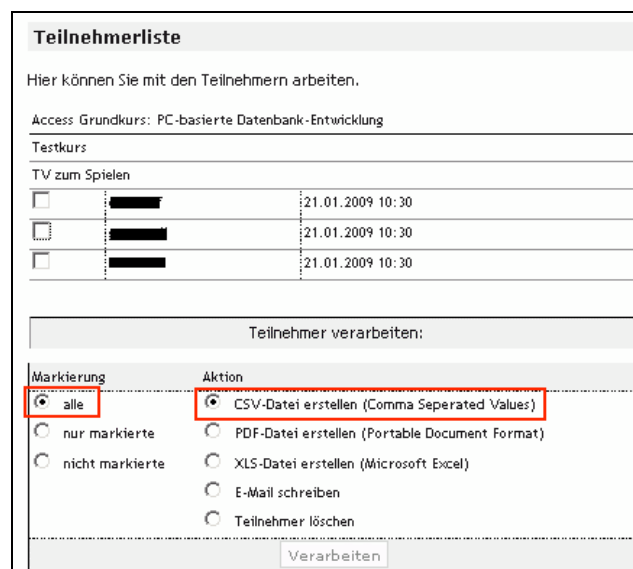 Teilnehmerliste
Hier können Sie mit den Teilnehmern arbeiten.
Access Grundkurs: PC-basierte Datenbank-Entwicklung
Testkurs
TV zum Spielen
21.01.2009 10:30
21.01.2009 10:30
21.01.2009 10:30
Teilnehmer verarbeiten:
Markierung Aktion
alle CSV-Datei erstellen (Comma Seperated Values)
nur markierte PDF-Datei erstellen (Portable Document Format)
nicht markierte XLS-Datei erstellen (Microsoft Excel)
E-Mail schreiben
Teilnehmer löschen
Verarbeiten